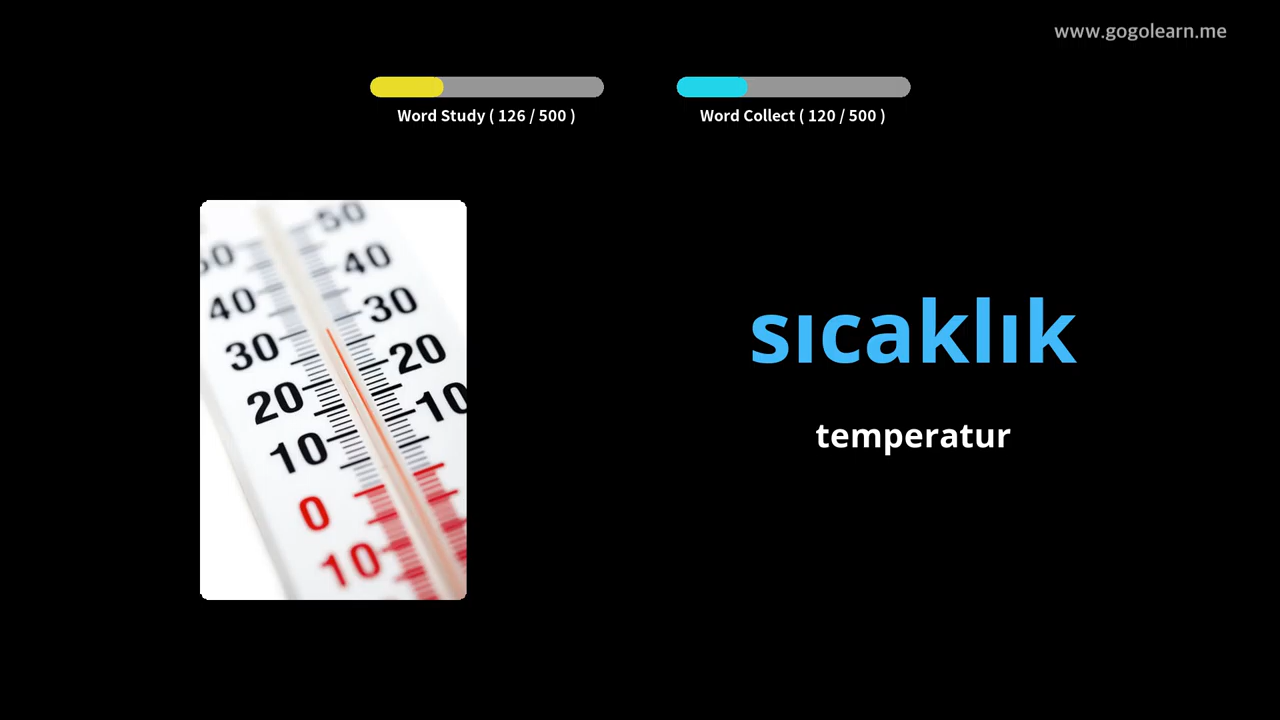 www.gogolearn.me
Word Study ( 126 / 500 )
Word Collect ( 120 / 500 )
50
50
40
40
30
30
20
20
10
10
0
10
sıcaklık
temperatur